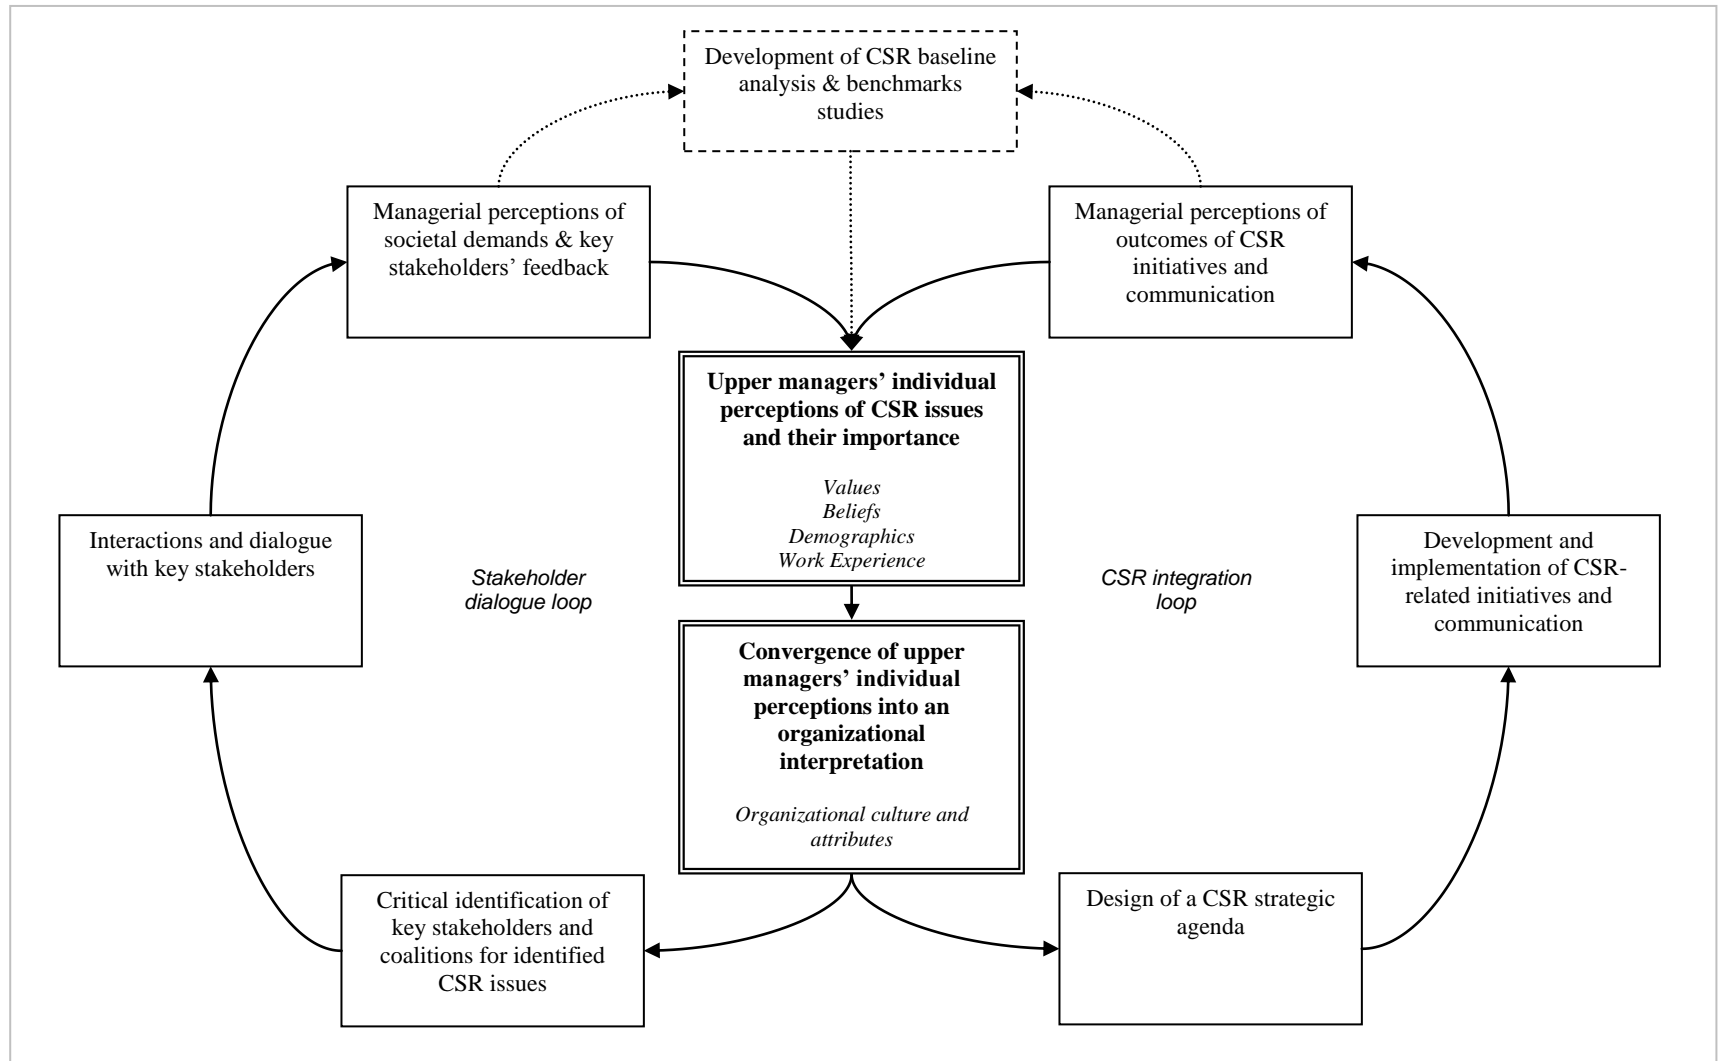 Development of CSR baseline
analysis & benchmarks
studies
Managerial perceptions of
societal demands & key
stakeholders’ feedback
Managerial perceptions of
outcomes of CSR
initiatives and
communication
Upper managers’ individual
perceptions of CSR issues
and their importance
Values
Beliefs
Demographics
Work Experience
Interactions and dialogue
with key stakeholders
Stakeholder
dialogue loop
CSR integration
loop
Development and
implementation of CSR-
related initiatives and
communication
Convergence of upper
managers’ individual
perceptions into an
organizational
interpretation
Organizational culture and
attributes
Critical identification of
key stakeholders and
coalitions for identified
CSR issues
Design of a CSR strategic
agenda